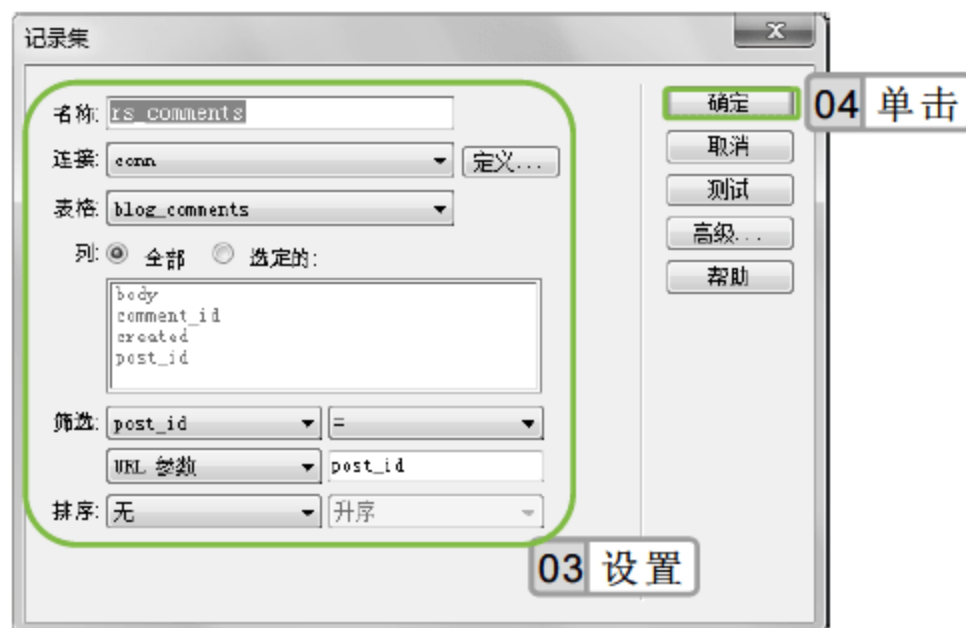 记录集
名称: rs_comments
连接: conn 定义...
表格: blog_comments
列: 全部 选定的:
body
comment_id
created
post_id
筛选: post_id =
URL 参数 post_id
排序: 无 升序
确定
取消
测试
高级...
帮助
04 单击
03 设置